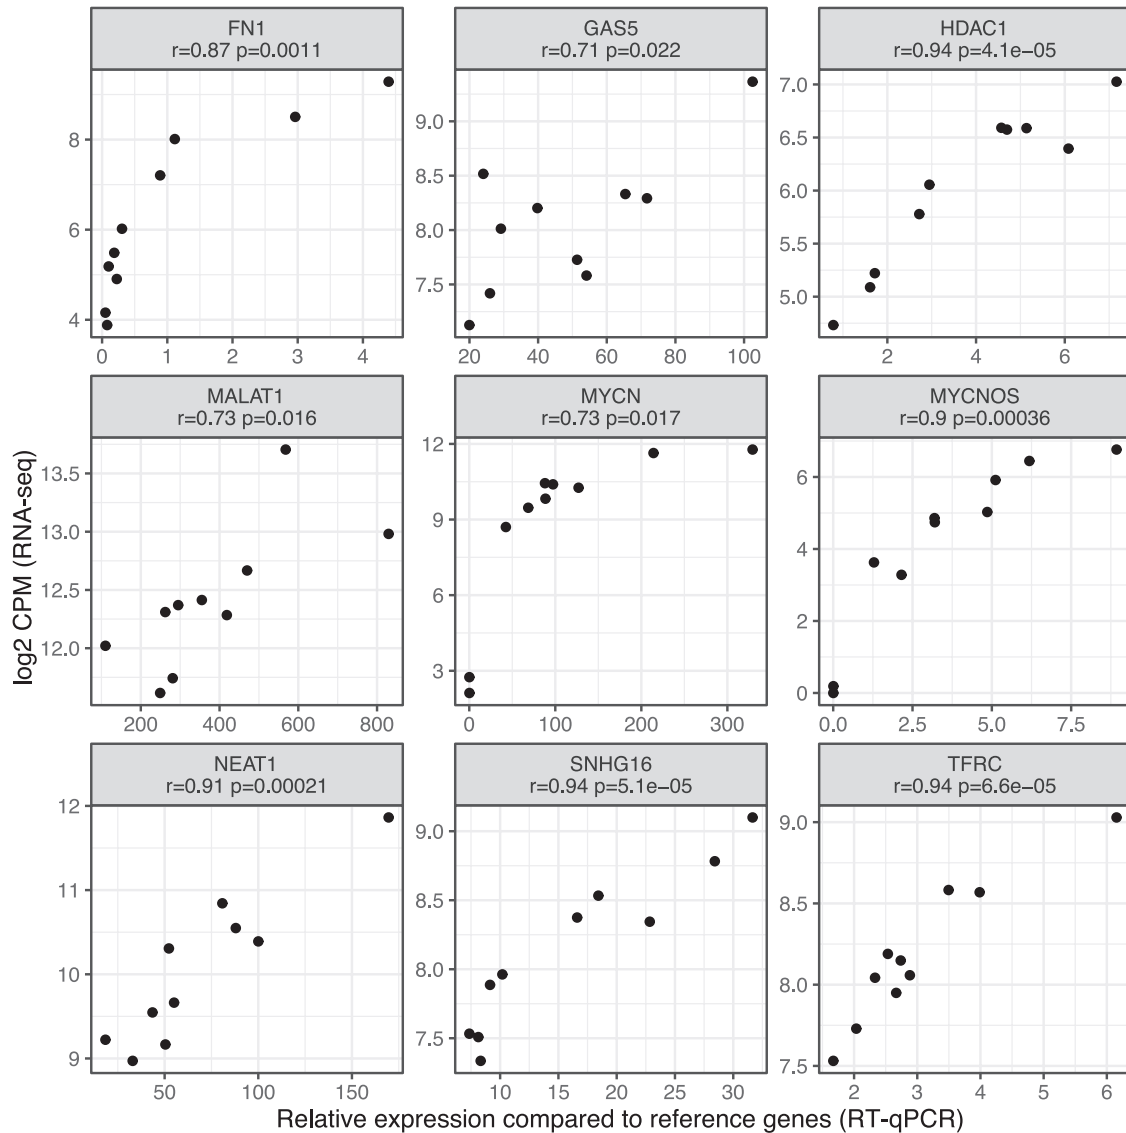 FN1
r=0.87 p=0.0011
GAS5
r=0.71 p=0.022
HDAC1
r=0.94 p=4.1e−05
8
6
4
0 1 2 3 4
9.0
8.5
8.0
7.5
20 40 60 80 100
7.0
6.5
6.0
5.5
5.0
2 4 6
MALAT1
r=0.73 p=0.016
MYCN
r=0.73 p=0.017
MYCNOS
r=0.9 p=0.00036
log2 CPM (RNA-seq)
13.5
13.0
12.5
12.0
200 400 600 800
12
9
6
3
0 100 200 300
6
4
2
0
0.0 2.5 5.0 7.5
NEAT1
r=0.91 p=0.00021
SNHG16
r=0.94 p=5.1e−05
TFRC
r=0.94 p=6.6e−05
12
11
10
9
50 100 150
9.0
8.5
8.0
7.5
10 15 20 25 30
9.0
8.5
8.0
7.5
2 3 4 5 6
Relative expression compared to reference genes (RT-qPCR)